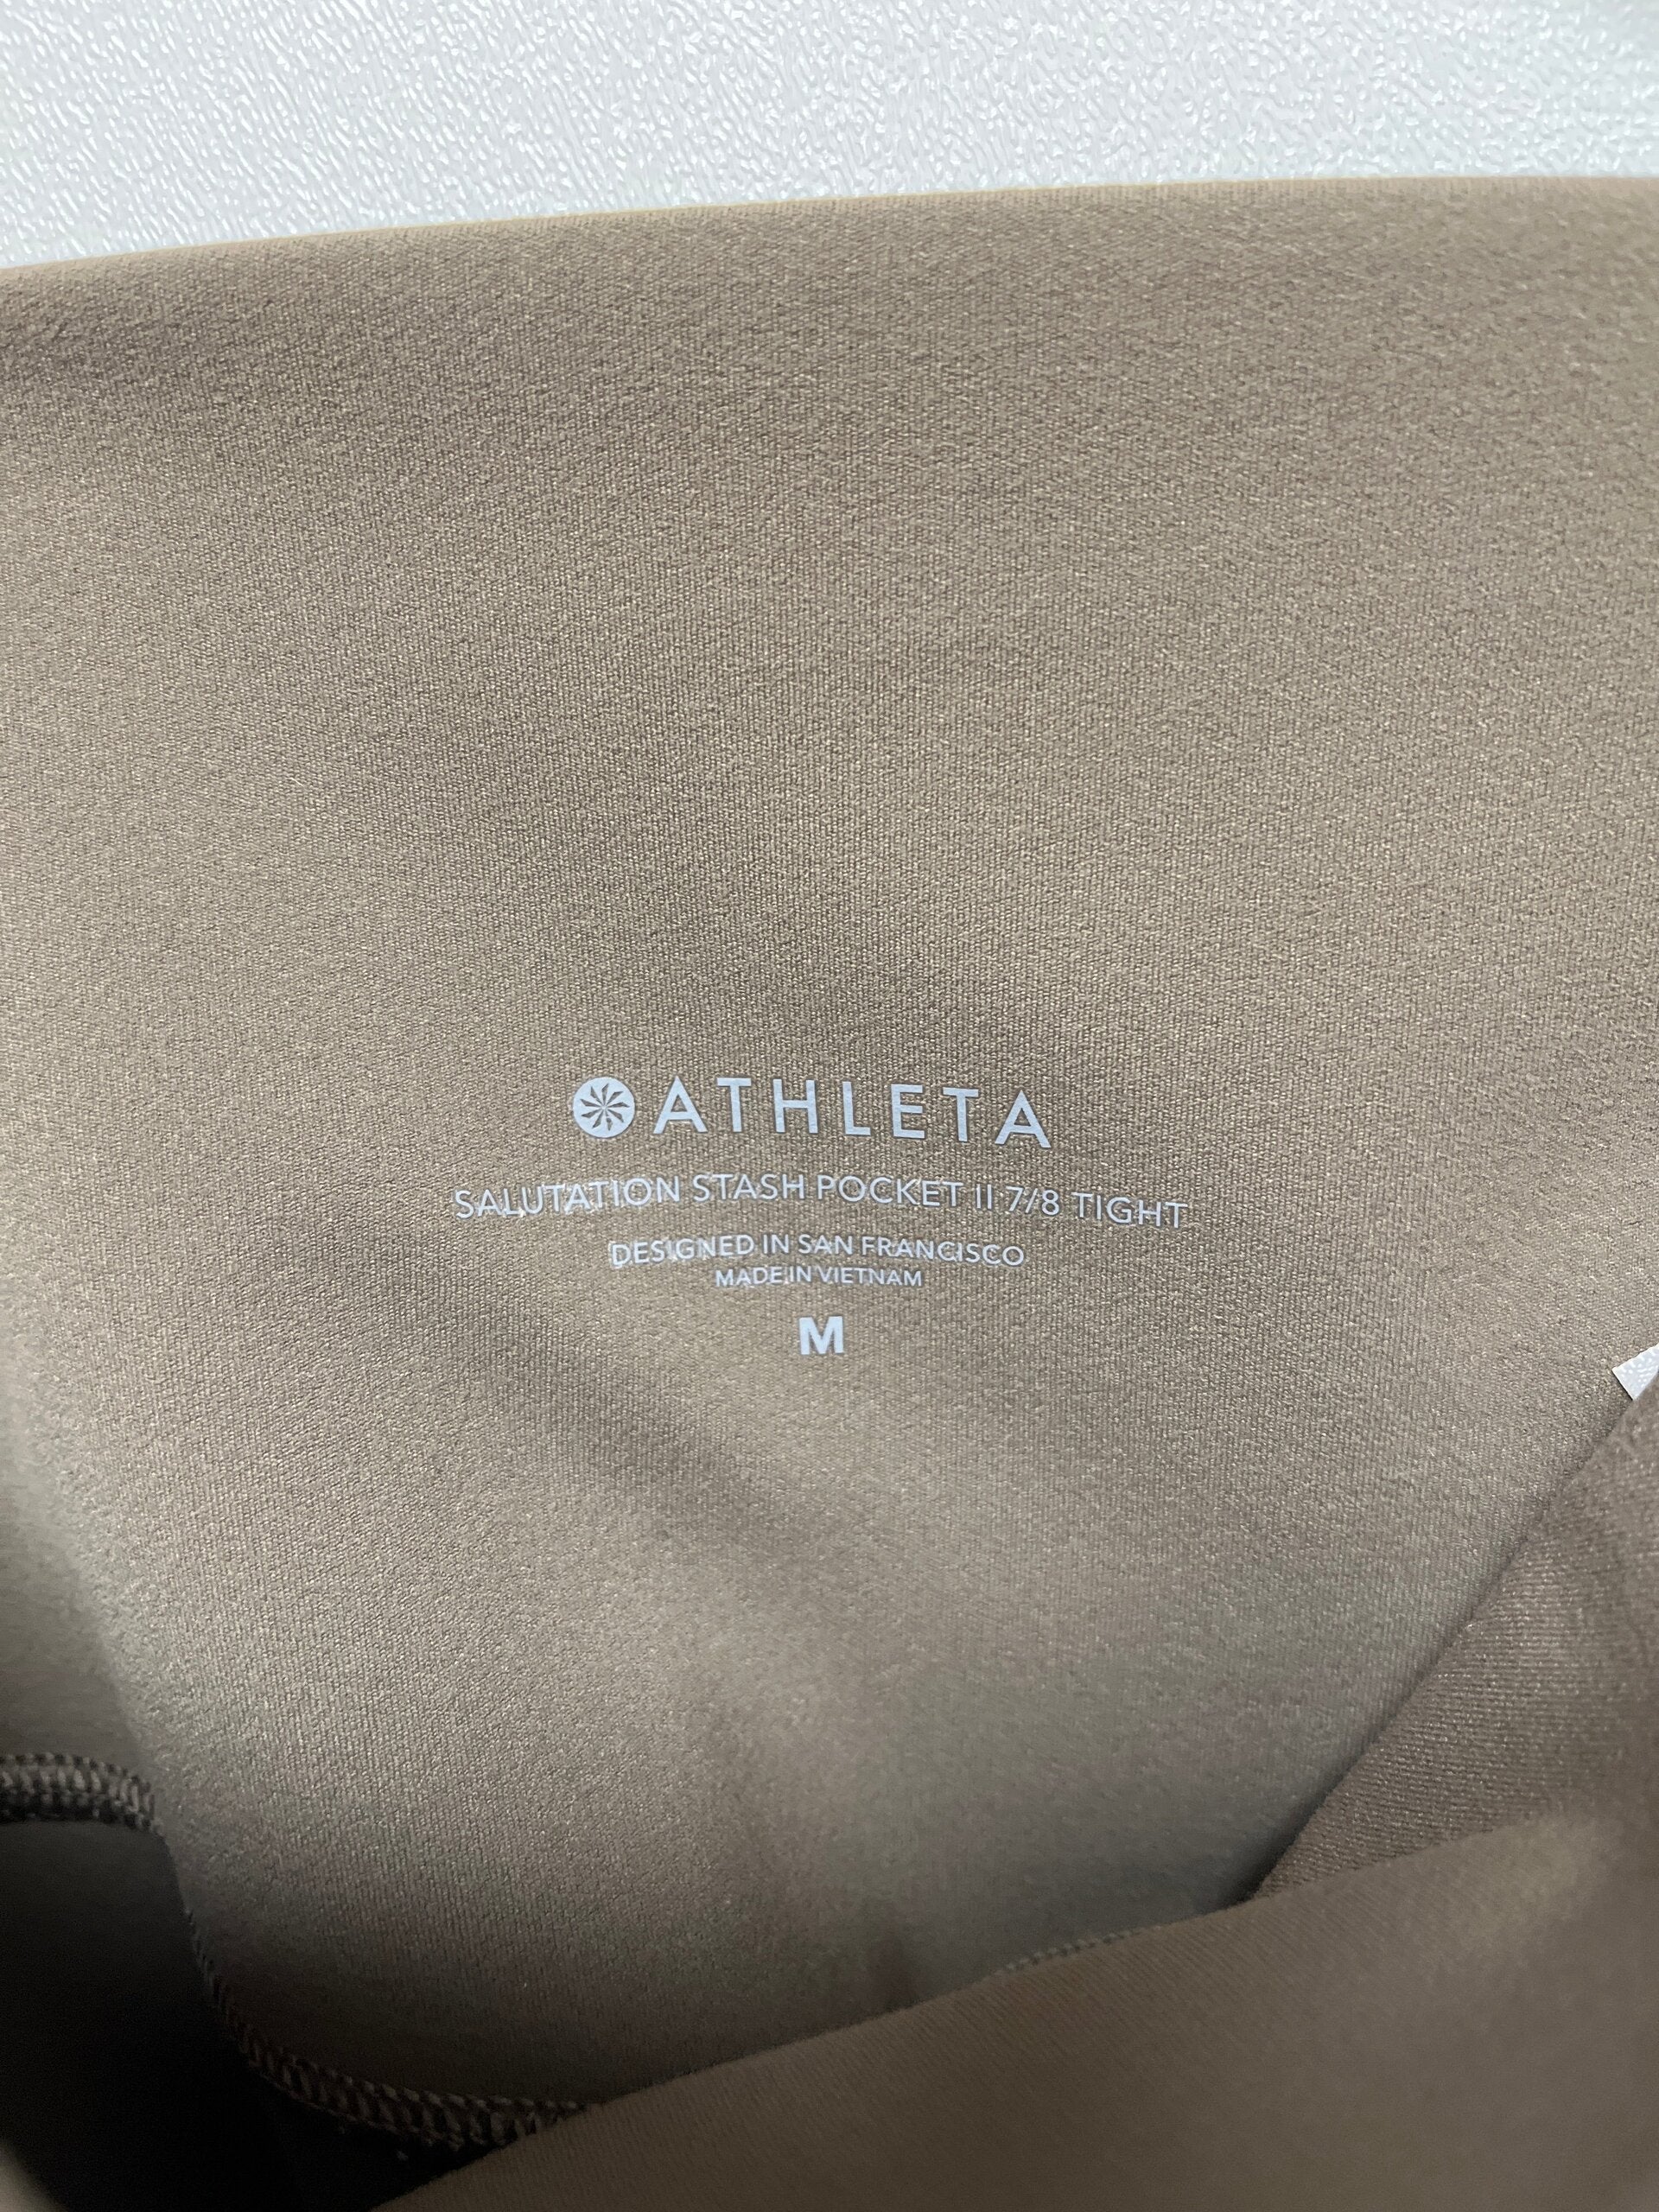 ATHLETA
SALUTATION STASH POCKET II 7/8 TIGHT
DESIGNED IN SAN FRANCISCO
MADE IN VIETNAM
M